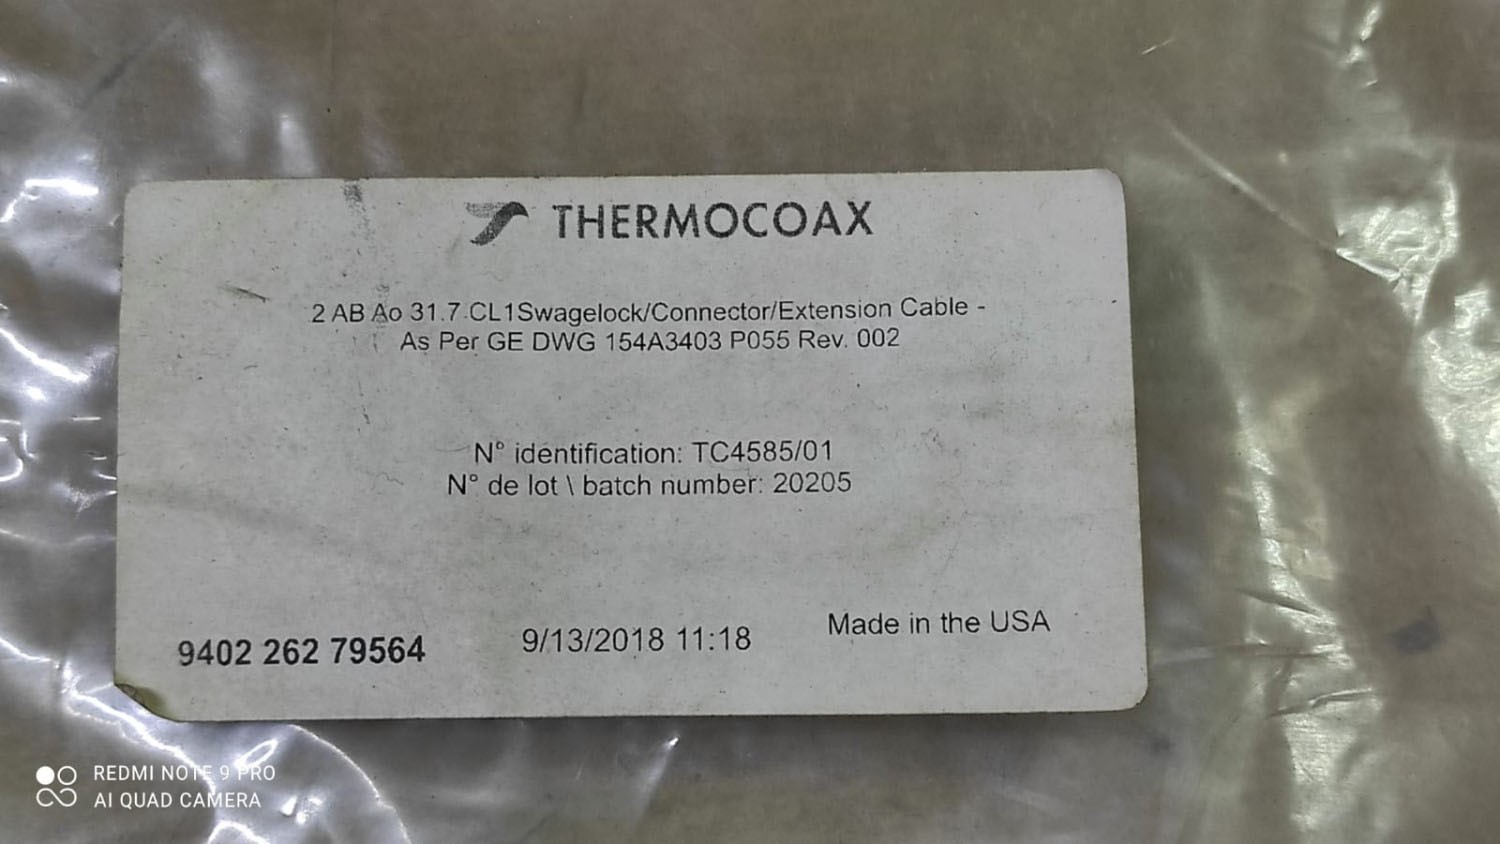 THERMOCOAX
2 AB Ao 31.7.CL1Swagelock/Connector/Extension Cable -
As Per GE DWG 154A3403 P055 Rev. 002
N° identification: TC4585/01
N° de lot \ batch number: 20205
9402 262 79564
9/13/2018 11:18
Made in the USA
REDMI NOTE 9 PRO
AI QUAD CAMERA